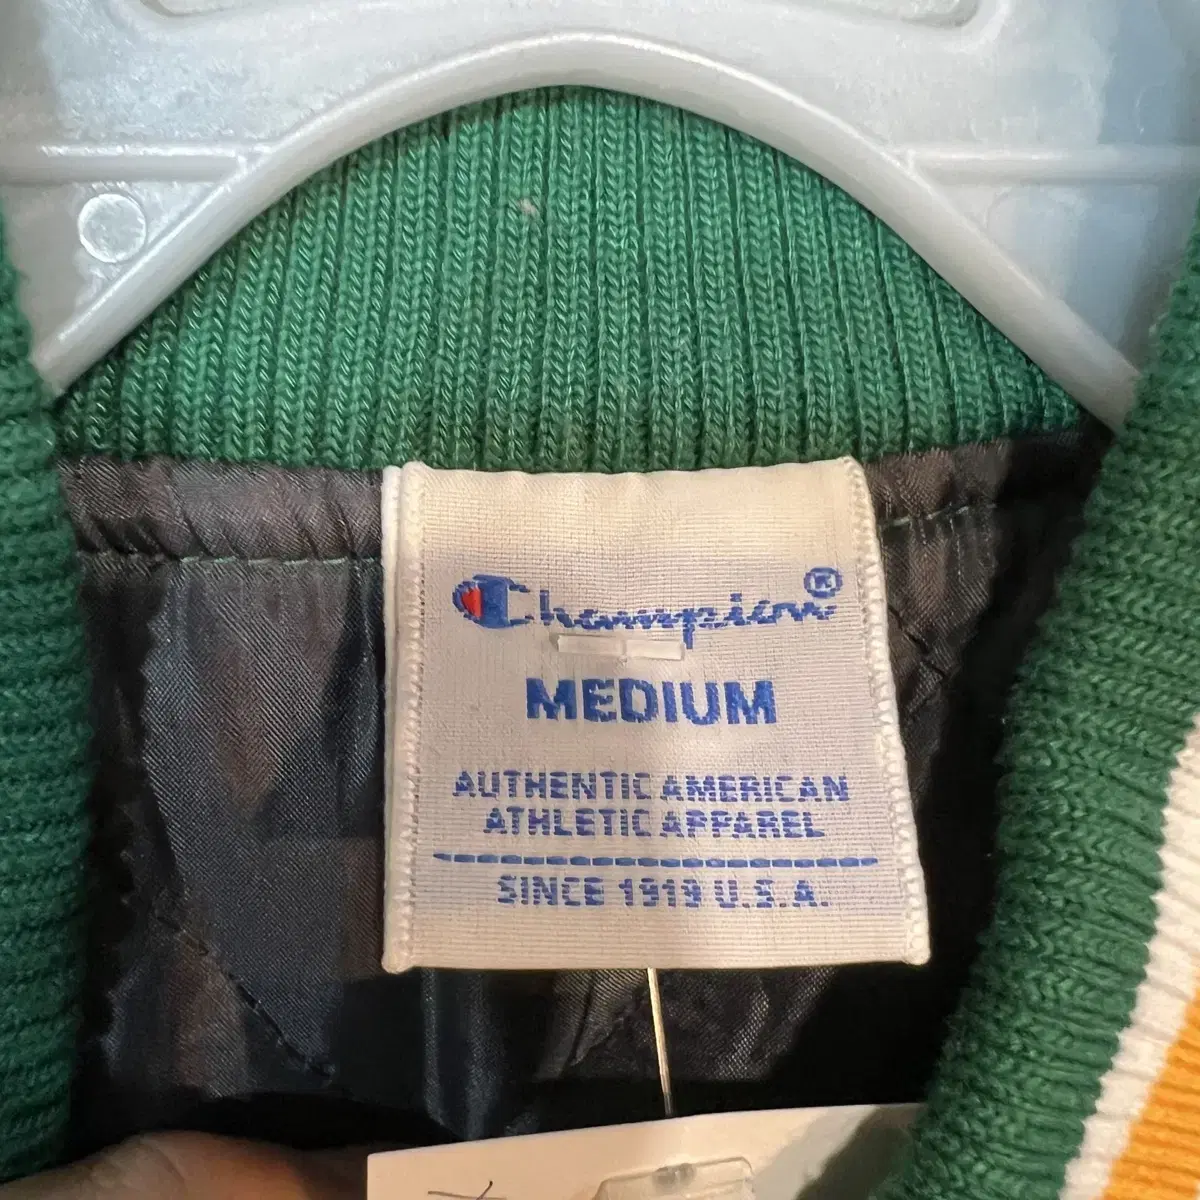 Champion®
MEDIUM
AUTHENTIC AMERICAN
ATHLETIC APPAREL
SINCE 1919 U.S.A.